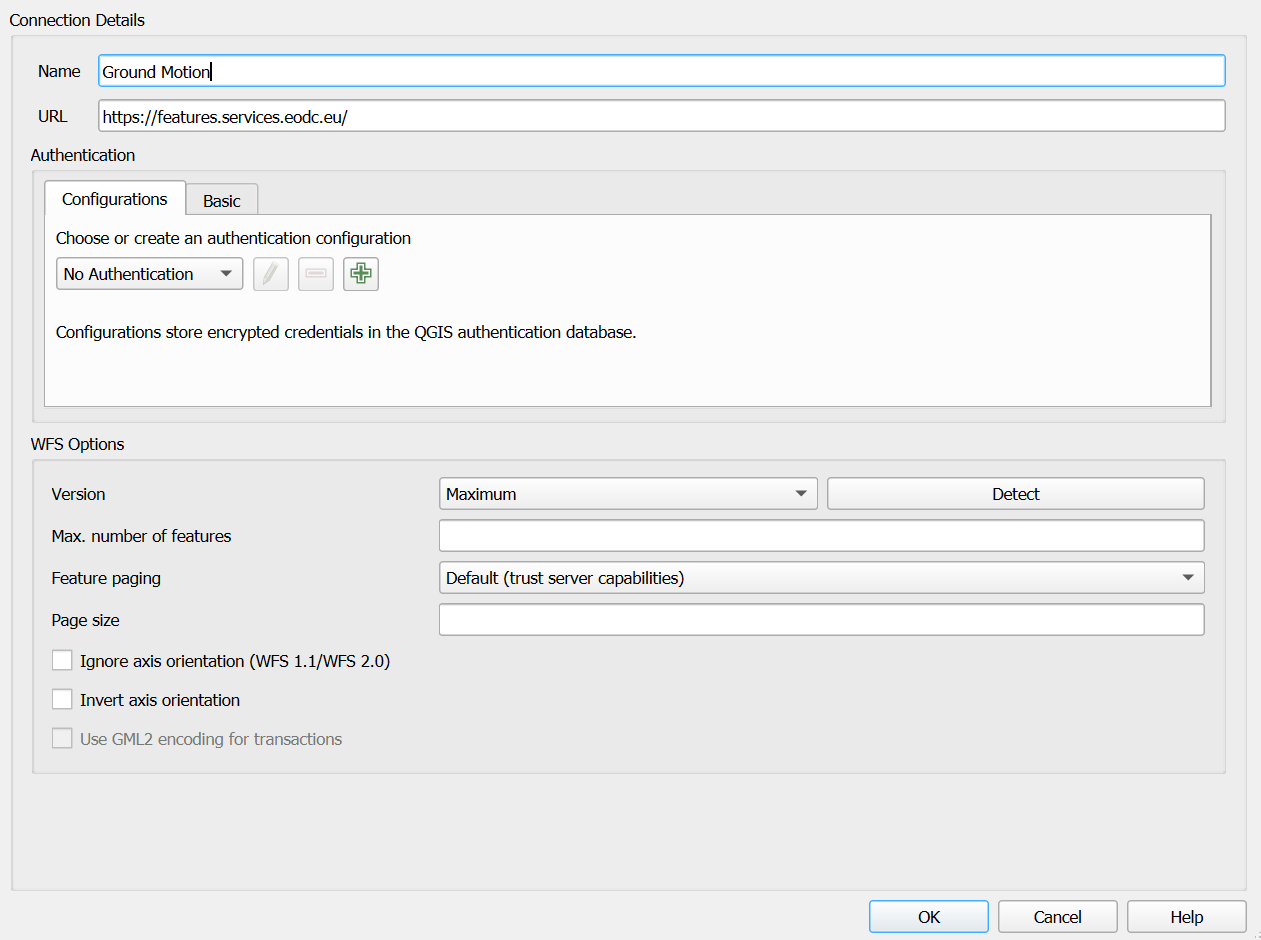 Connection Details
Name Ground Motion
URL https://features.services.eodc.eu/
Authentication
Configurations Basic
Choose or create an authentication configuration
No Authentication
Configurations store encrypted credentials in the QGIS authentication database.
WFS Options
Version Maximum Detect
Max. number of features
Feature paging Default (trust server capabilities)
Page size
Ignore axis orientation (WFS 1.1/WFS 2.0)
Invert axis orientation
Use GML2 encoding for transactions
OK Cancel Help